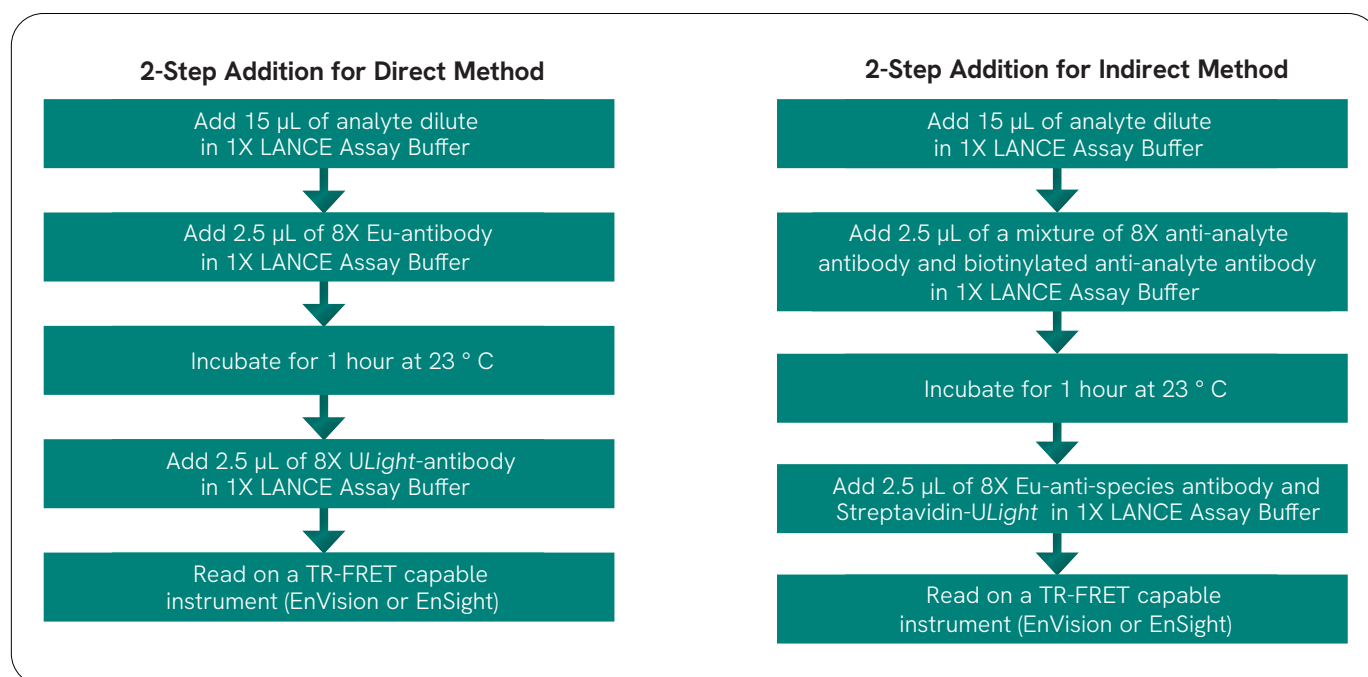 2-Step Addition for Direct Method
Add 15 µL of analyte dilute
in 1X LANCE Assay Buffer
Add 2.5 µL of 8X Eu-antibody
in 1X LANCE Assay Buffer
Incubate for 1 hour at 23 ° C
Add 2.5 µL of 8X ULight-antibody
in 1X LANCE Assay Buffer
Read on a TR-FRET capable
instrument (EnVision or EnSight)
2-Step Addition for Indirect Method
Add 15 µL of analyte dilute
in 1X LANCE Assay Buffer
Add 2.5 µL of a mixture of 8X anti-analyte
antibody and biotinylated anti-analyte antibody
in 1X LANCE Assay Buffer
Incubate for 1 hour at 23 ° C
Add 2.5 µL of 8X Eu-anti-species antibody and
Streptavidin-ULight in 1X LANCE Assay Buffer
Read on a TR-FRET capable
instrument (EnVision or EnSight)